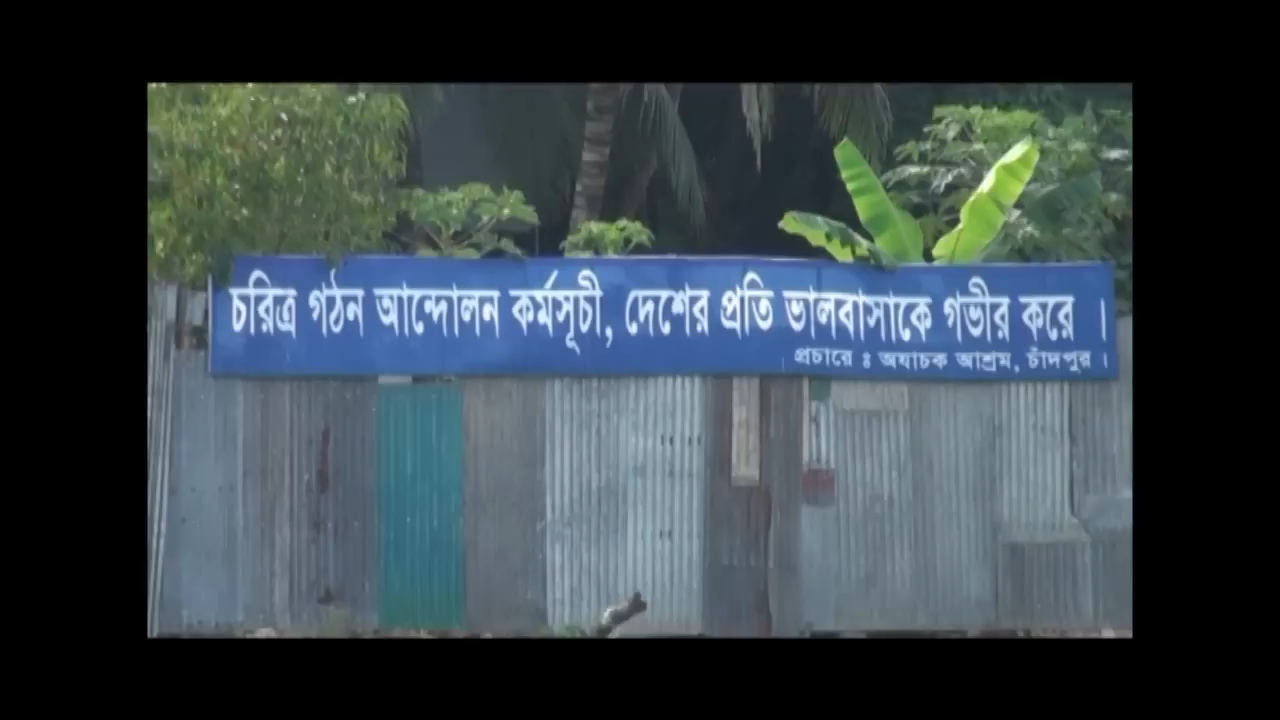 চরিত্র গঠন আন্দোলন কর্মসূচী, দেশের প্রতি ভালবাসাকে গভীর করে ।
প্রচারে ঃ অযাচক আশ্রম, চাঁদপুর ।